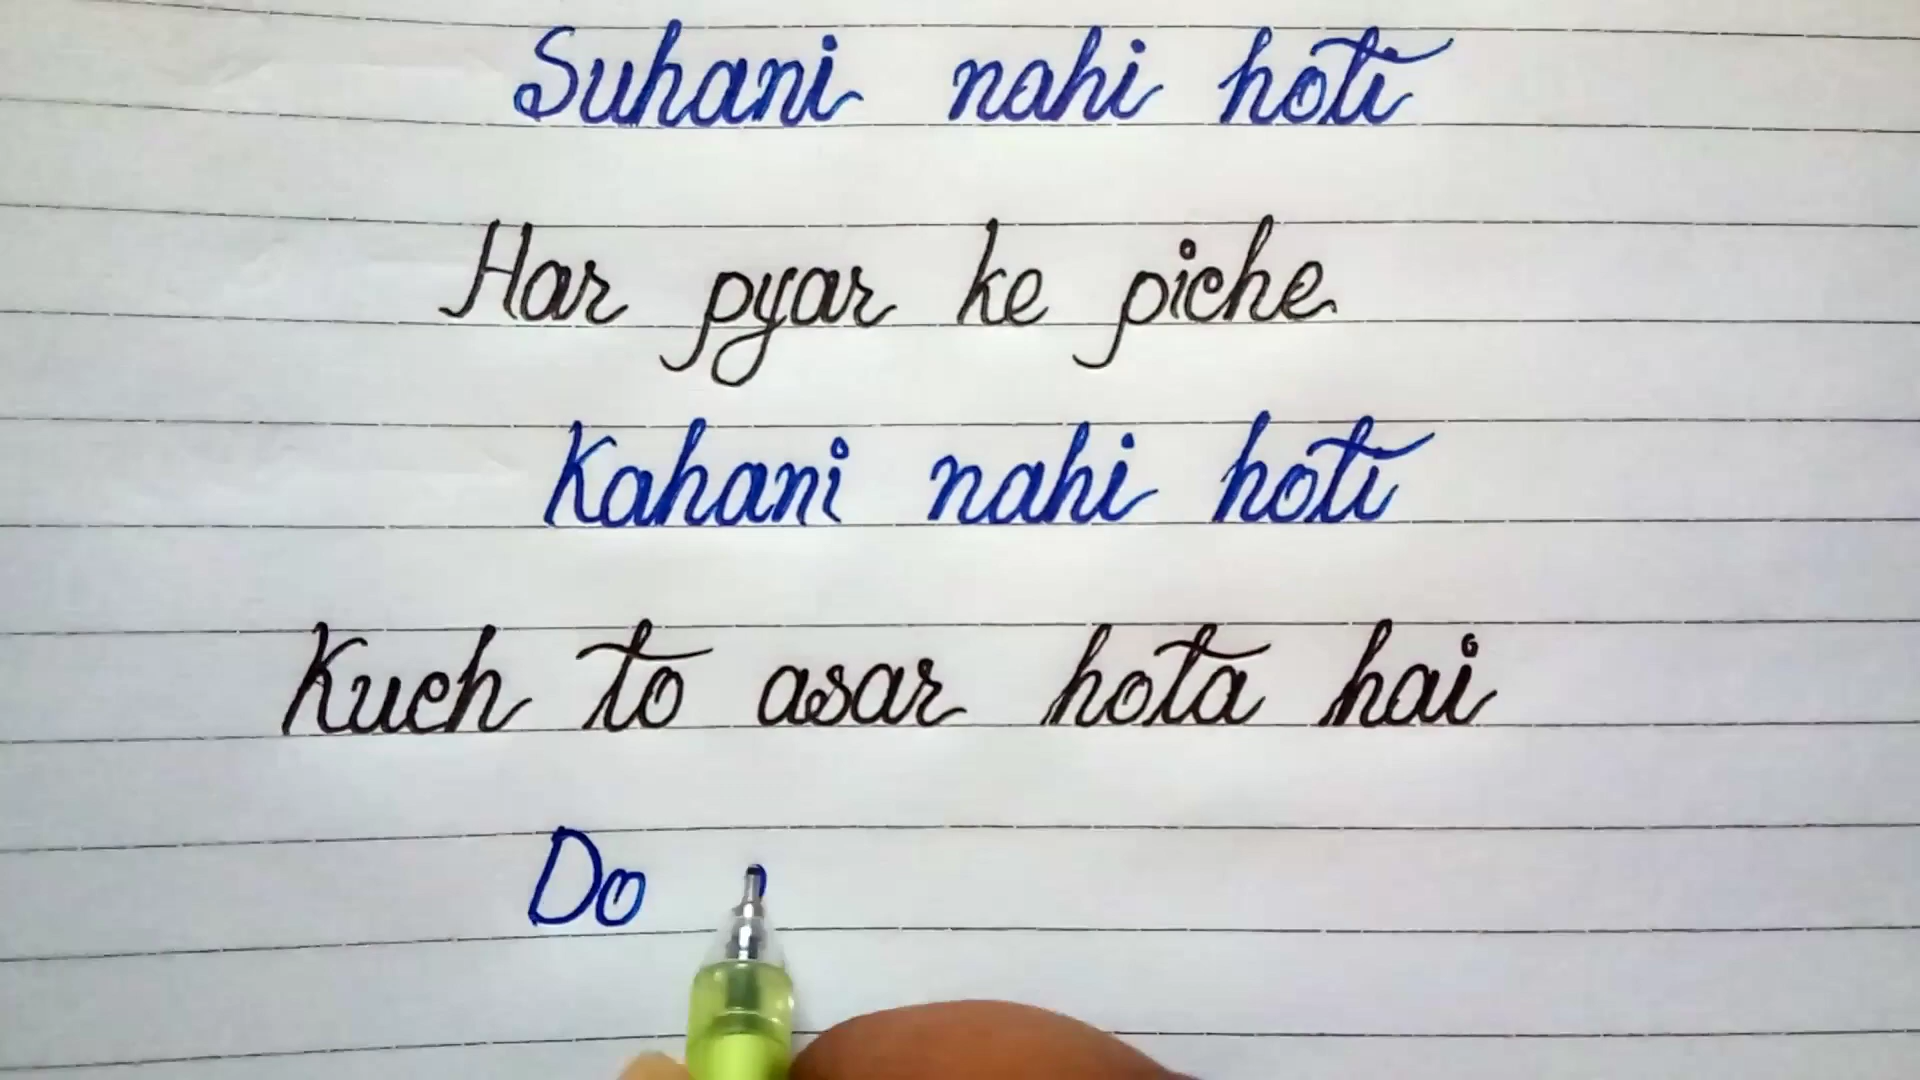 Suhani nahi hoti
Har pyar ke piche
Kahani nahi hoti
Kuch to asar hota hai
Do